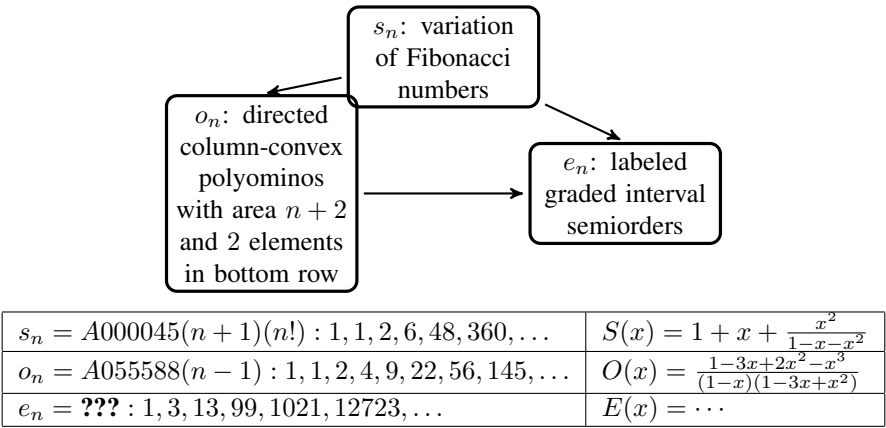 s_n: variation
of Fibonacci
numbers
o_n: directed
column-convex
polyominos
with area n + 2
and 2 elements
in bottom row
e_n: labeled
graded interval
semiorders
s_n = A000045(n + 1)(n!) : 1, 1, 2, 6, 48, 360, ... S(x) = 1 + x + \frac{x^2}{1-x-x^2}
o_n = A055588(n − 1) : 1, 1, 2, 4, 9, 22, 56, 145, ... O(x) = \frac{1-3x+2x^2-x^3}{(1-x)(1-3x+x^2)}
e_n = ??? : 1, 3, 13, 99, 1021, 12723, ... E(x) = ···